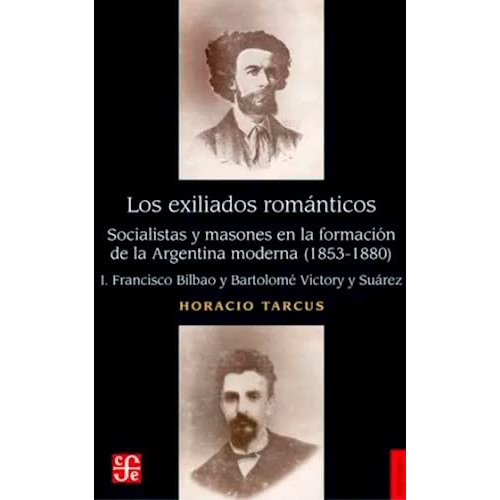 Los exiliados románticos
Socialistas y masones en la formación
de la Argentina moderna (1853-1880)
I. Francisco Bilbao y Bartolomé Victory y Suárez
HORACIO TARCUS
cfe